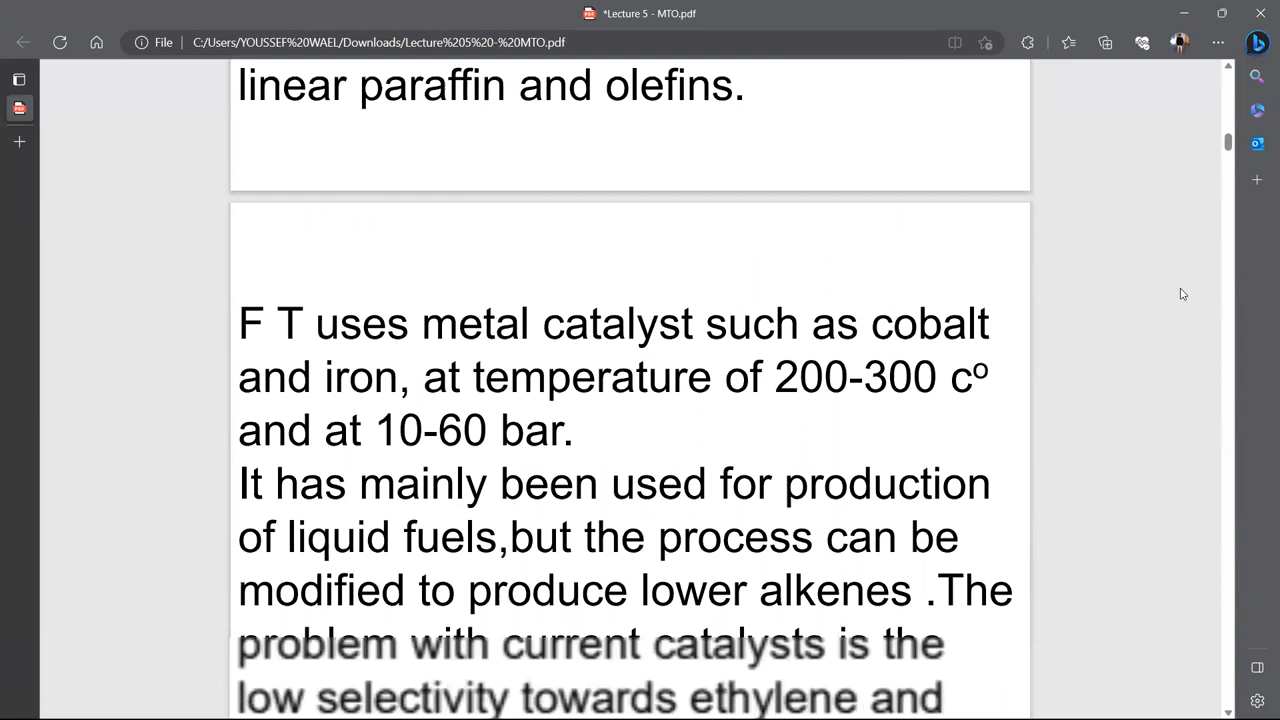 *Lecture 5 - MTO.pdf
File C:/Users/YOUSSEF%20WAEL/Downloads/Lecture%205%20-%20MTO.pdf
linear paraffin and olefins.
F T uses metal catalyst such as cobalt
and iron, at temperature of 200-300 cº
and at 10-60 bar.
It has mainly been used for production
of liquid fuels,but the process can be
modified to produce lower alkenes .The
problem with current catalysts is the
low selectivity towards ethylene and